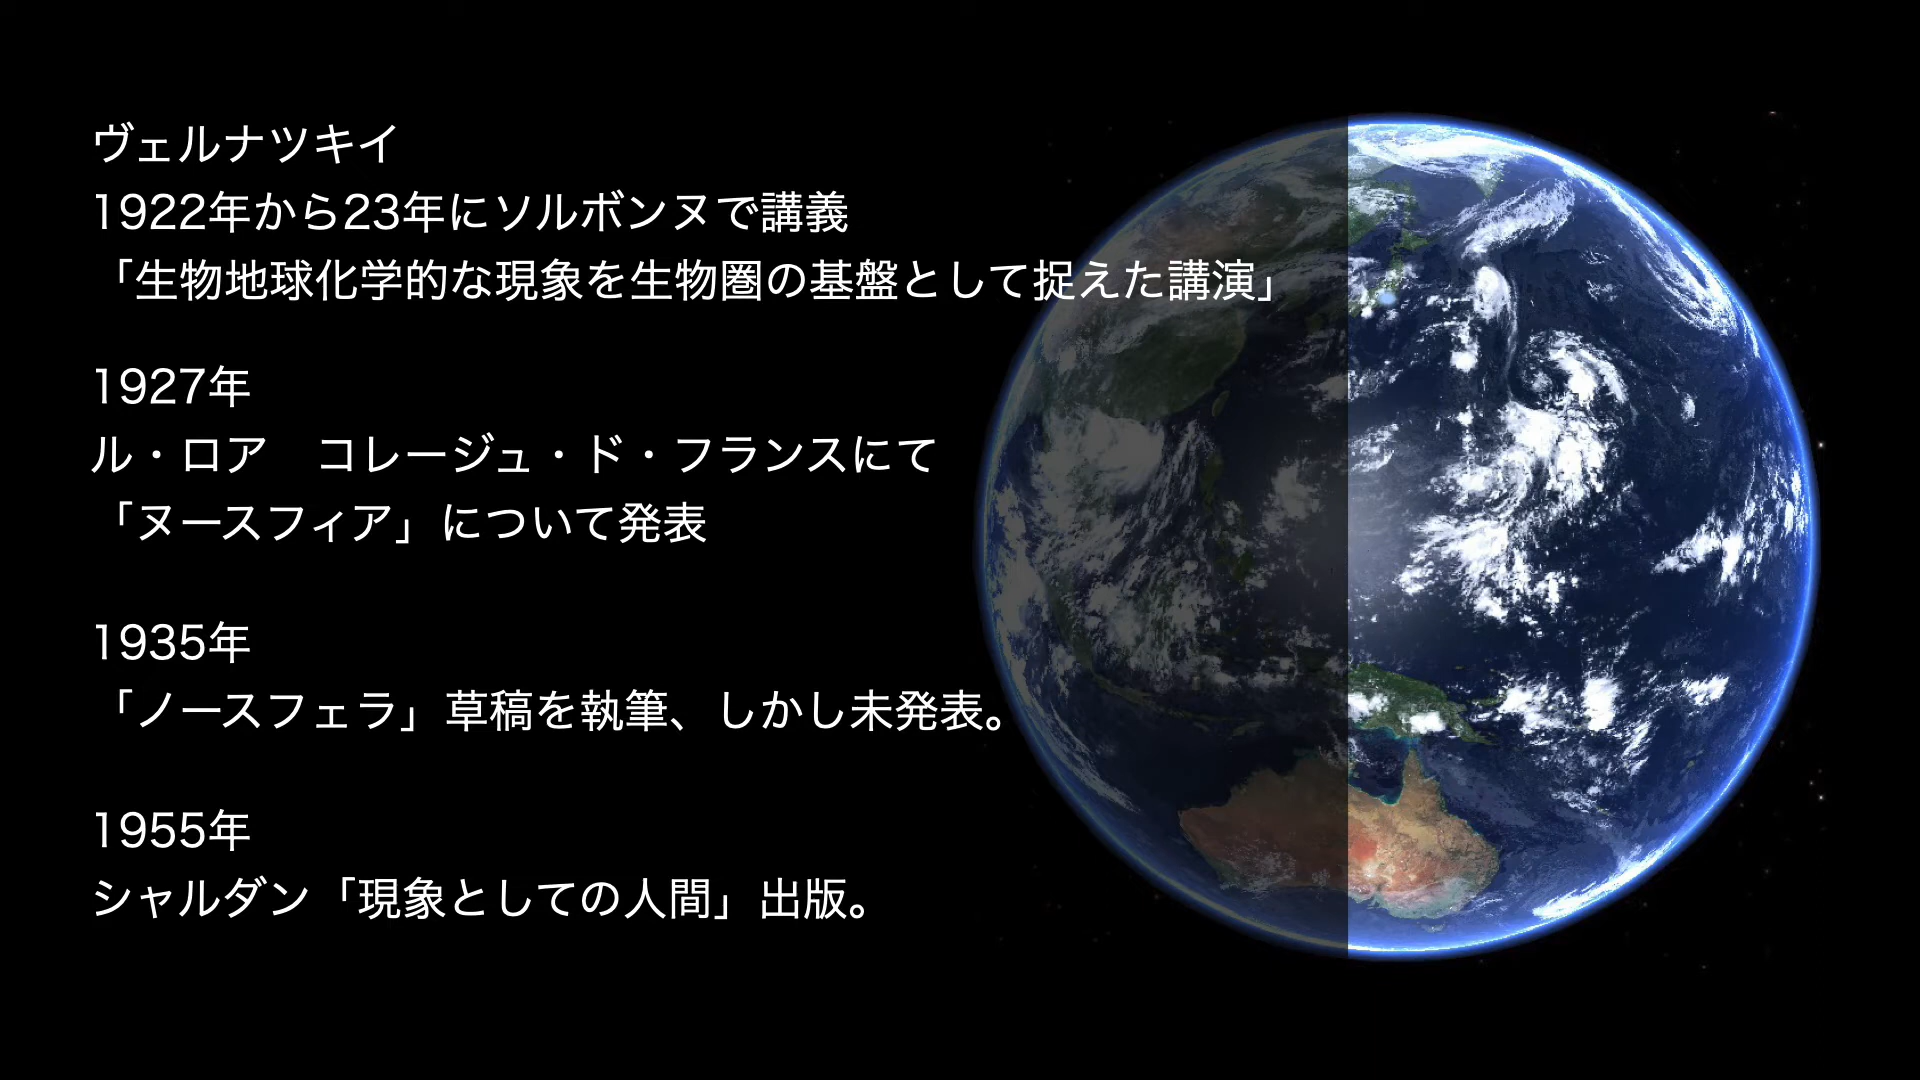 ヴェルナツキイ
1922年から23年にソルボンヌで講義
「生物地球化学的な現象を生物圏の基盤として捉えた講演」
1927年
ル・ロア　コレージュ・ド・フランスにて
「ヌースフィア」について発表
1935年
「ノースフェラ」草稿を執筆、しかし未発表。
1955年
シャルダン「現象としての人間」出版。